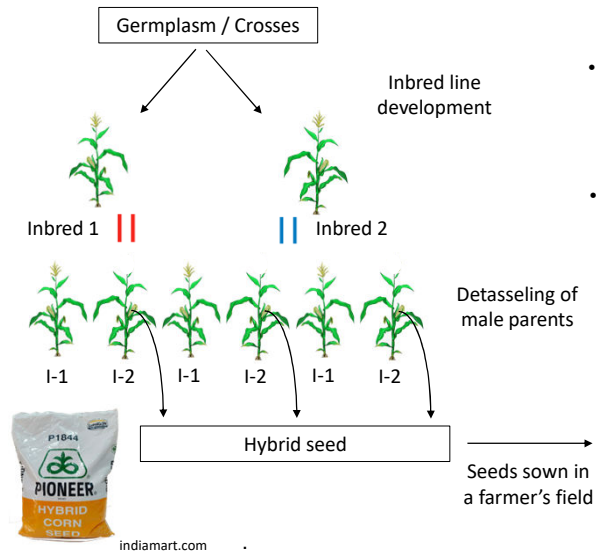 Germplasm / Crosses
Inbred line
development
Inbred 1
Inbred 2
Detasseling of
male parents
I-1
I-2
I-1
I-2
I-1
I-2
Hybrid seed
Seeds sown in
a farmer's field
P1844
PIONEER
HYBRID
CORN
SEED
indiamart.com